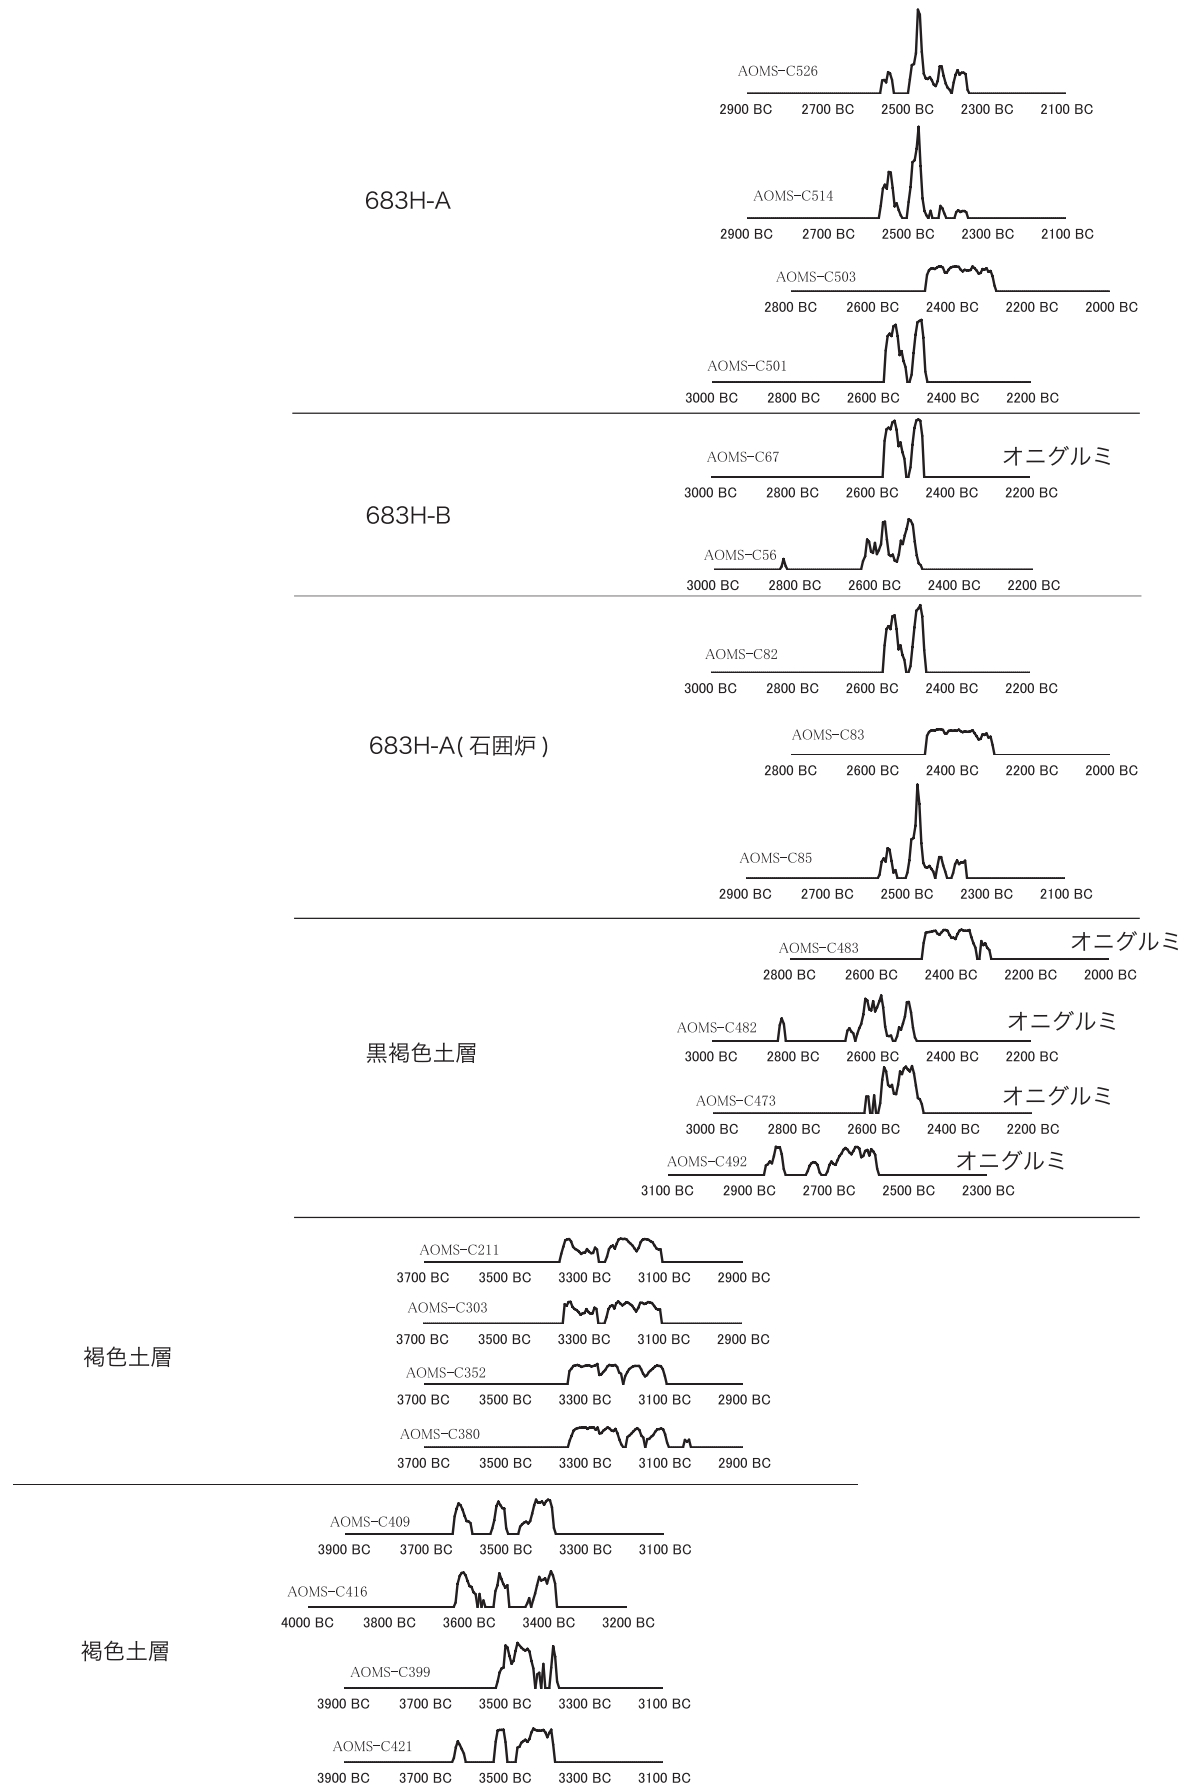 AOMS-C526
2900 BC 2700 BC 2500 BC 2300 BC 2100 BC
683H-A
AOMS-C514
2900 BC 2700 BC 2500 BC 2300 BC 2100 BC
AOMS-C503
2800 BC 2600 BC 2400 BC 2200 BC 2000 BC
AOMS-C501
3000 BC 2800 BC 2600 BC 2400 BC 2200 BC
AOMS-C67 オニグルミ
3000 BC 2800 BC 2600 BC 2400 BC 2200 BC
683H-B
AOMS-C56
3000 BC 2800 BC 2600 BC 2400 BC 2200 BC
AOMS-C82
3000 BC 2800 BC 2600 BC 2400 BC 2200 BC
683H-A( 石囲炉 )
AOMS-C83
2800 BC 2600 BC 2400 BC 2200 BC 2000 BC
AOMS-C85
2900 BC 2700 BC 2500 BC 2300 BC 2100 BC
AOMS-C483 オニグルミ
2800 BC 2600 BC 2400 BC 2200 BC 2000 BC
AOMS-C482 オニグルミ
3000 BC 2800 BC 2600 BC 2400 BC 2200 BC
黒褐色土層
AOMS-C473 オニグルミ
3000 BC 2800 BC 2600 BC 2400 BC 2200 BC
AOMS-C492 オニグルミ
3100 BC 2900 BC 2700 BC 2500 BC 2300 BC
AOMS-C211
3700 BC 3500 BC 3300 BC 3100 BC 2900 BC
AOMS-C303
3700 BC 3500 BC 3300 BC 3100 BC 2900 BC
褐色土層
AOMS-C352
3700 BC 3500 BC 3300 BC 3100 BC 2900 BC
AOMS-C380
3700 BC 3500 BC 3300 BC 3100 BC 2900 BC
AOMS-C409
3900 BC 3700 BC 3500 BC 3300 BC 3100 BC
AOMS-C416
4000 BC 3800 BC 3600 BC 3400 BC 3200 BC
褐色土層
AOMS-C399
3900 BC 3700 BC 3500 BC 3300 BC 3100 BC
AOMS-C421
3900 BC 3700 BC 3500 BC 3300 BC 3100 BC